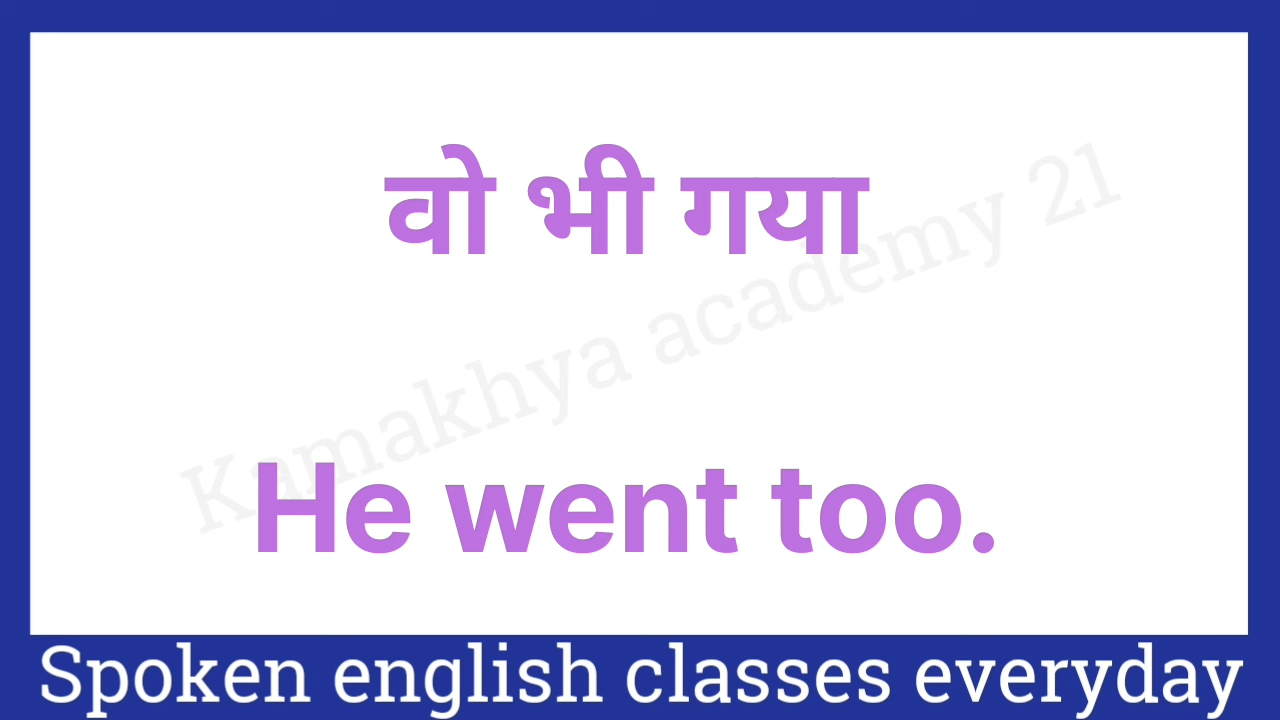 वो भी गया
Kamakhya academy 21
He went too.
Spoken english classes everyday